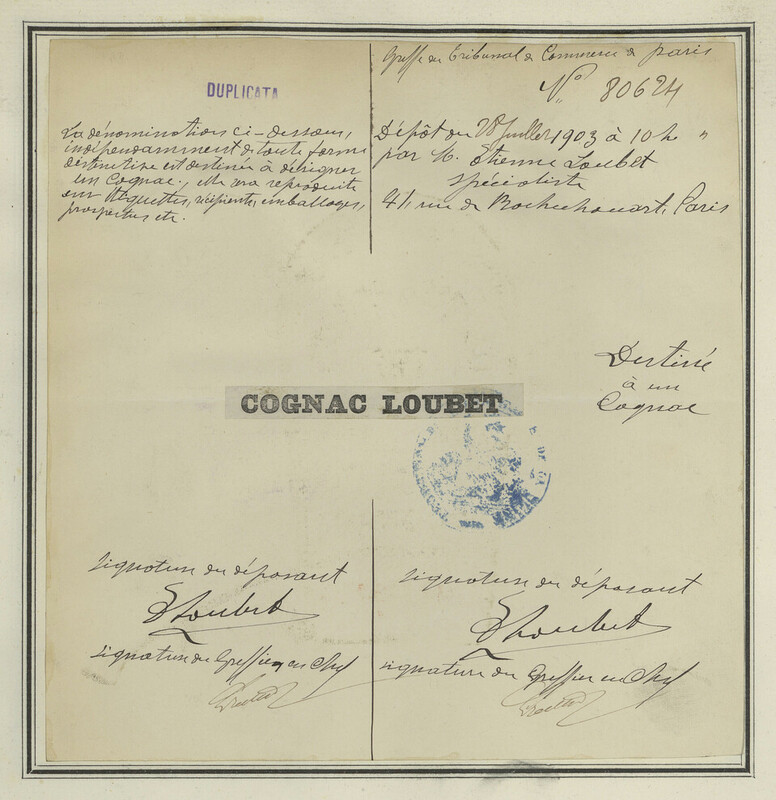 DUPLICATA
La dénomination ci-dessous,
indépendamment de toute forme
distinctive est destinée à désigner
un Cognac, elle sera reproduite
sur étiquettes, récipients, emballages,
prospectus etc.
Greffe du Tribunal de Commerce de Paris
N° 80624
Dépôt du 28 Juillet 1903 à 10 h "
par M. Étienne Loubet
spécialiste
41, rue de Rochechouart, Paris
Destiné
à un
Cognac
COGNAC LOUBET
signature du déposant
E Loubet
signature du Greffier en Chef
signature du déposant
E Loubet
signature du Greffier en Chef